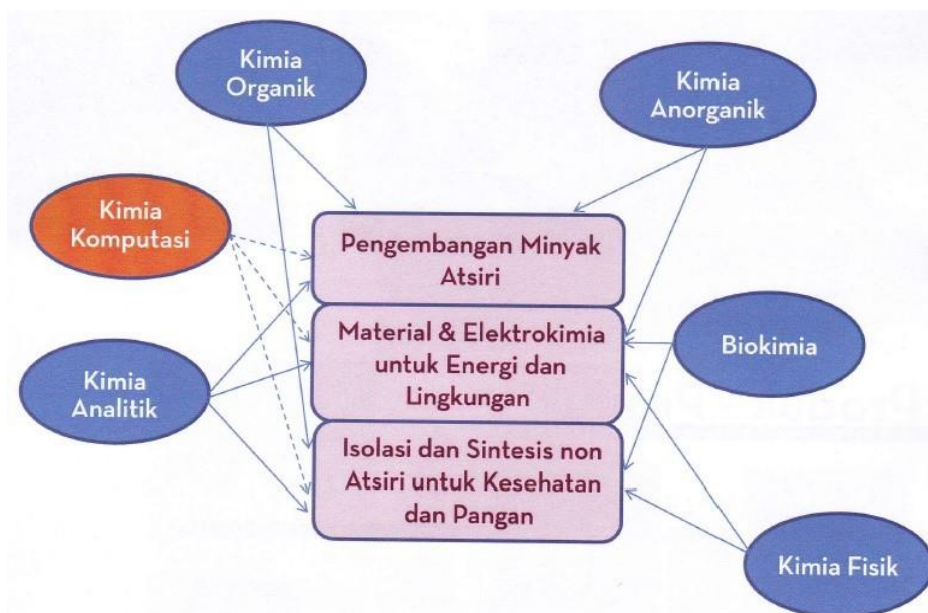 Kimia
Organik
Kimia
Anorganik
Kimia
Komputasi
Pengembangan Minyak
Atsiri
Material & Elektrokimia
untuk Energi dan
Lingkungan
Biokimia
Kimia
Analitik
Isolasi dan Sintesis non
Atsiri untuk Kesehatan
dan Pangan
Kimia Fisik